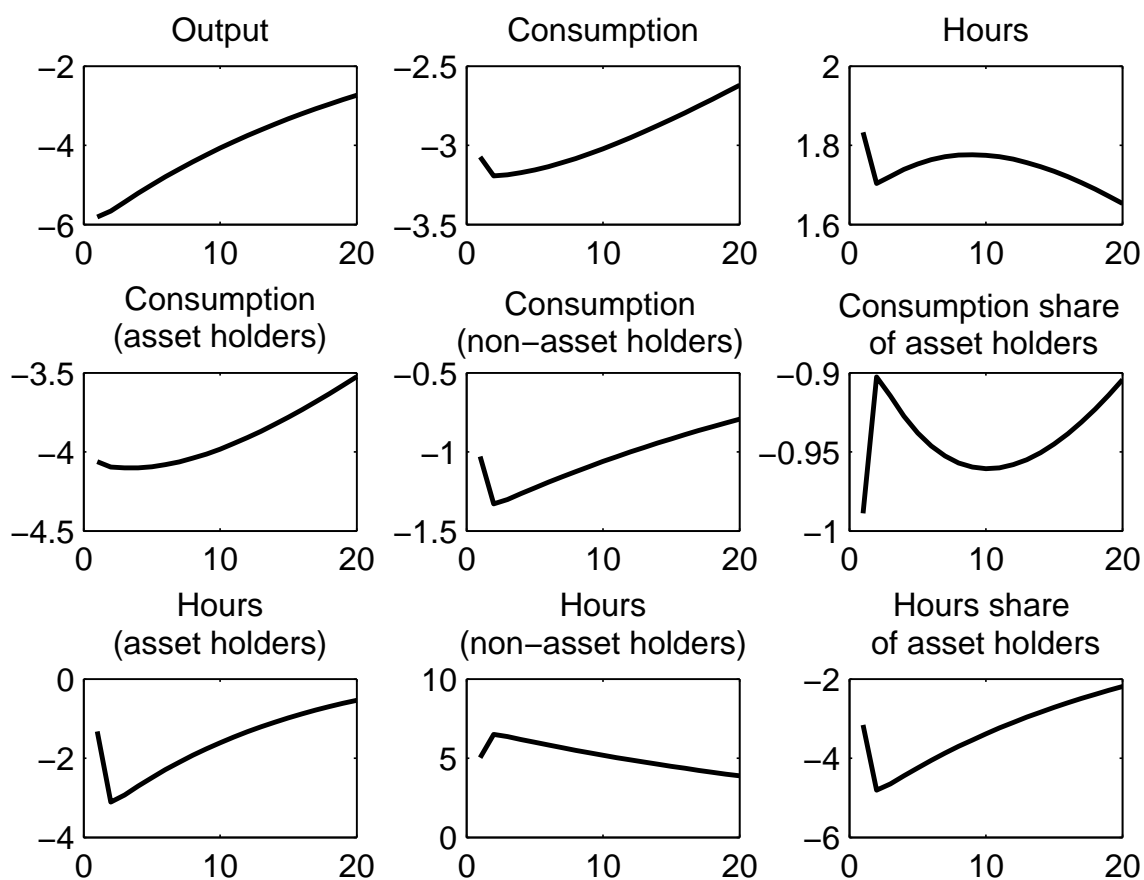 Output
−2
−4
−6
0 10 20
Consumption
−2.5
−3
−3.5
0 10 20
Hours
2
1.8
1.6
0 10 20
Consumption
(asset holders)
−3.5
−4
−4.5
0 10 20
Consumption
(non−asset holders)
−0.5
−1
−1.5
0 10 20
Consumption share
of asset holders
−0.9
−0.95
−1
0 10 20
Hours
(asset holders)
0
−2
−4
0 10 20
Hours
(non−asset holders)
10
5
0
0 10 20
Hours share
of asset holders
−2
−4
−6
0 10 20